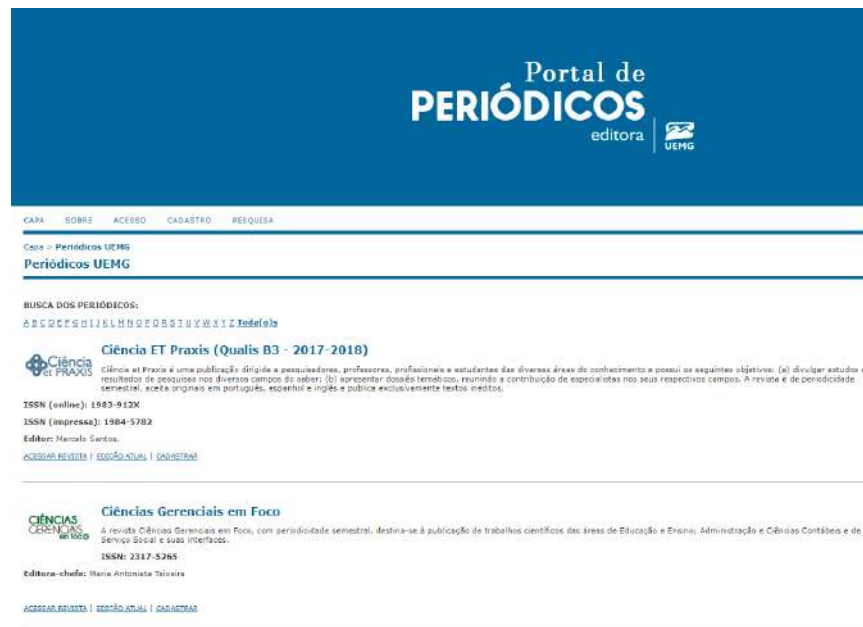 Portal de
PERIÓDICOS
editora
UEMG
CAPA SOBRE ACESSO CADASTRO PESQUISA
Capa > Periódicos UEMG
Periódicos UEMG
BUSCA DOS PERIÓDICOS:
A B C D E F G H I J K L M N O P Q R S T U V W X Y Z Todo(o)s
Ciência ET Praxis (Qualis B3 - 2017-2018)
Ciência
et PRAXIS
Ciência et Praxis é uma publicação dirigida a pesquisadores, professores, profissionais e estudantes das diversas áreas do conhecimento e possui os seguintes objetivos: (a) divulgar estudos e
resultados de pesquisas nos diversos campos do saber; (b) apresentar dossiês temáticos, reunindo a contribuição de especialistas nos seus respectivos campos. A revista é de periodicidade
semestral, aceita originais em português, espanhol e inglês e publica exclusivamente textos inéditos.
ISSN (online): 1983-912X
ISSN (impressa): 1984-5782
Editor: Marcelo Santos.
ACESSAR REVISTA | EDIÇÃO ATUAL | CADASTRAR
Ciências Gerenciais em Foco
CIÊNCIAS
GERENCIAIS
em foco
A revista Ciências Gerenciais em Foco, com periodicidade semestral, destina-se à publicação de trabalhos científicos das áreas de Educação e Ensino; Administração e Ciências Contábeis e de
Serviço Social e suas interfaces.
ISSN: 2317-5265
Editora-chefe: Maria Antonieta Teixeira
ACESSAR REVISTA | EDIÇÃO ATUAL | CADASTRAR